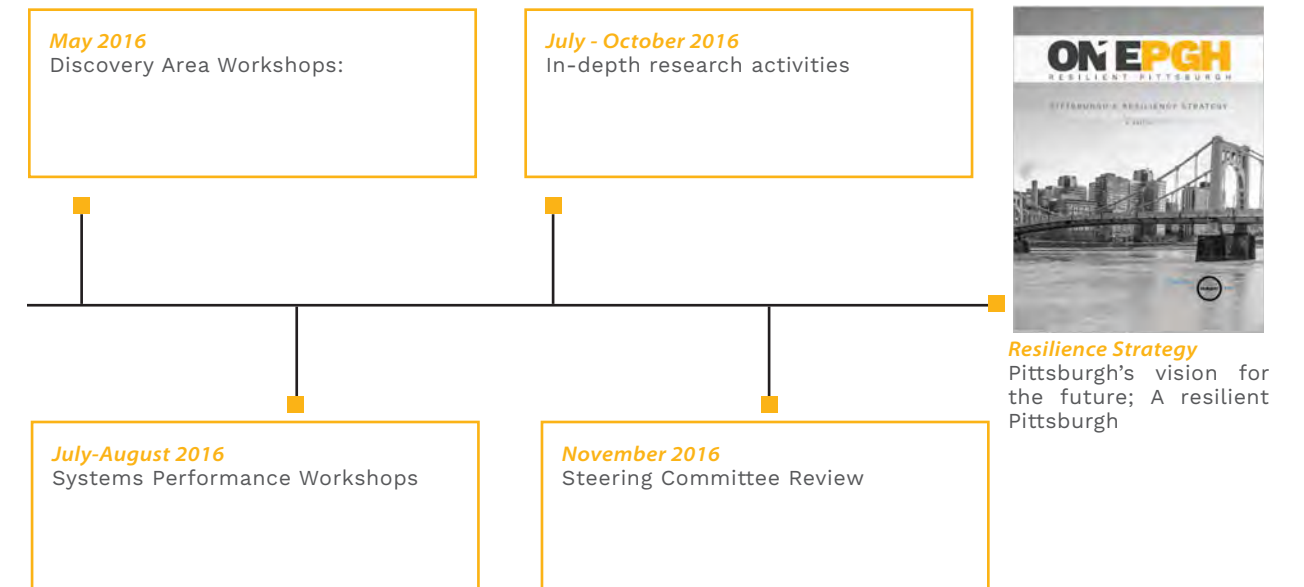 May 2016
Discovery Area Workshops:
July - October 2016
In-depth research activities
ONEPGH
RESILIENT PITTSBURGH
PITTSBURGH'S RESILIENCY STRATEGY
Resilience Strategy
Pittsburgh's vision for
the future; A resilient
Pittsburgh
July-August 2016
Systems Performance Workshops
November 2016
Steering Committee Review